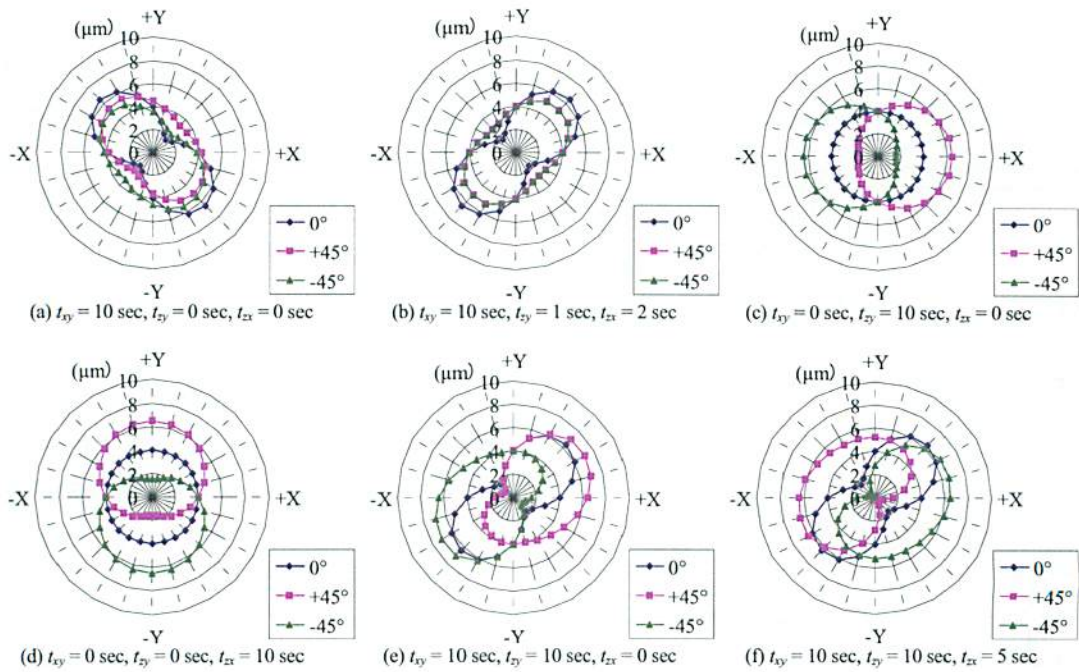 +Y
(μm)
10
8
6
4
2
0
-X
+X
-Y
0°
+45°
-45°
(a) txy = 10 sec, tzy = 0 sec, tzx = 0 sec
+Y
(μm)
10
8
6
4
2
0
-X
+X
-Y
0°
+45°
-45°
(b) txy = 10 sec, tzy = 1 sec, tzx = 2 sec
+Y
(μm)
10
8
6
4
2
0
-X
+X
-Y
0°
+45°
-45°
(c) txy = 0 sec, tzy = 10 sec, tzx = 0 sec
+Y
(μm)
10
8
6
4
2
0
-X
+X
-Y
0°
+45°
-45°
(d) txy = 0 sec, tzy = 0 sec, tzx = 10 sec
+Y
(μm)
10
8
6
4
2
0
-X
+X
-Y
0°
+45°
-45°
(e) txy = 10 sec, tzy = 10 sec, tzx = 0 sec
+Y
(μm)
10
8
6
4
2
0
-X
+X
-Y
0°
+45°
-45°
(f) txy = 10 sec, tzy = 10 sec, tzx = 5 sec